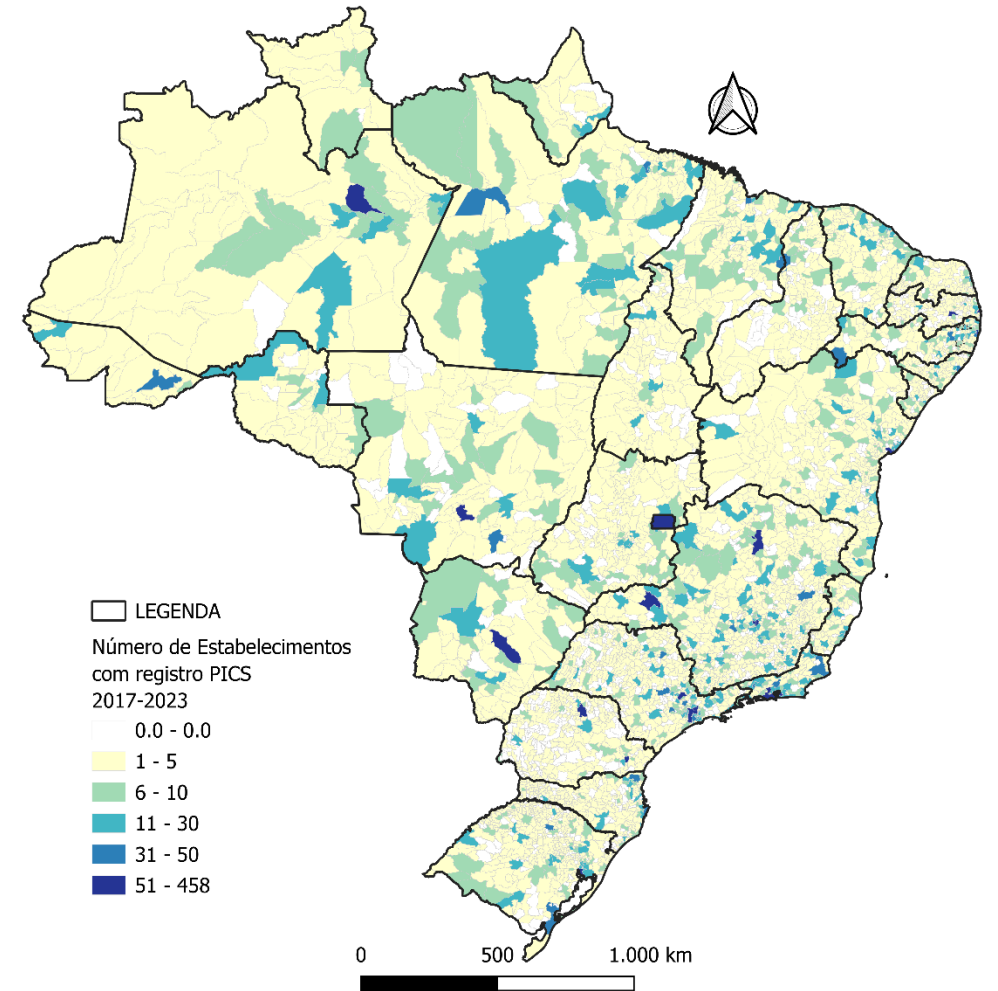 LEGENDA
Número de Estabelecimentos
com registro PICS
2017-2023
0.0 - 0.0
1 - 5
6 - 10
11 - 30
31 - 50
51 - 458
0 500 1.000 km